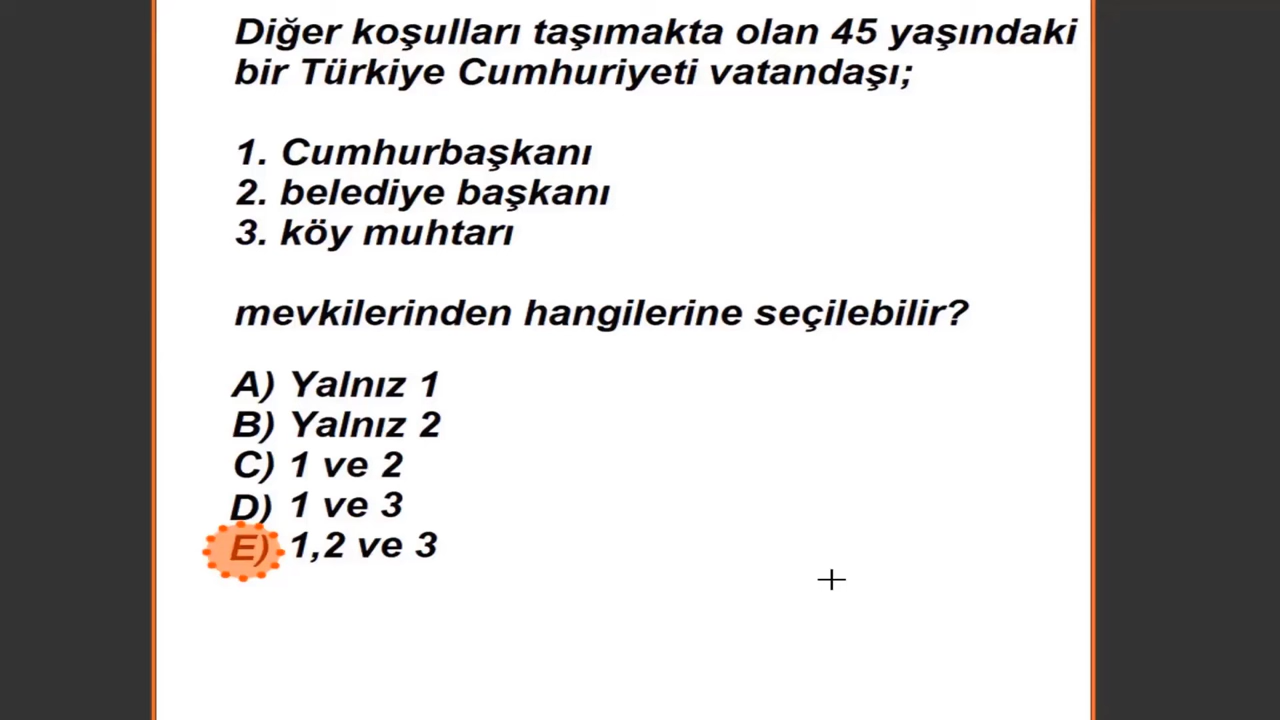 Diğer koşulları taşımakta olan 45 yaşındaki
bir Türkiye Cumhuriyeti vatandaşı;
1. Cumhurbaşkanı
2. belediye başkanı
3. köy muhtarı
mevkilerinden hangilerine seçilebilir?
A) Yalnız 1
B) Yalnız 2
C) 1 ve 2
D) 1 ve 3
E) 1,2 ve 3